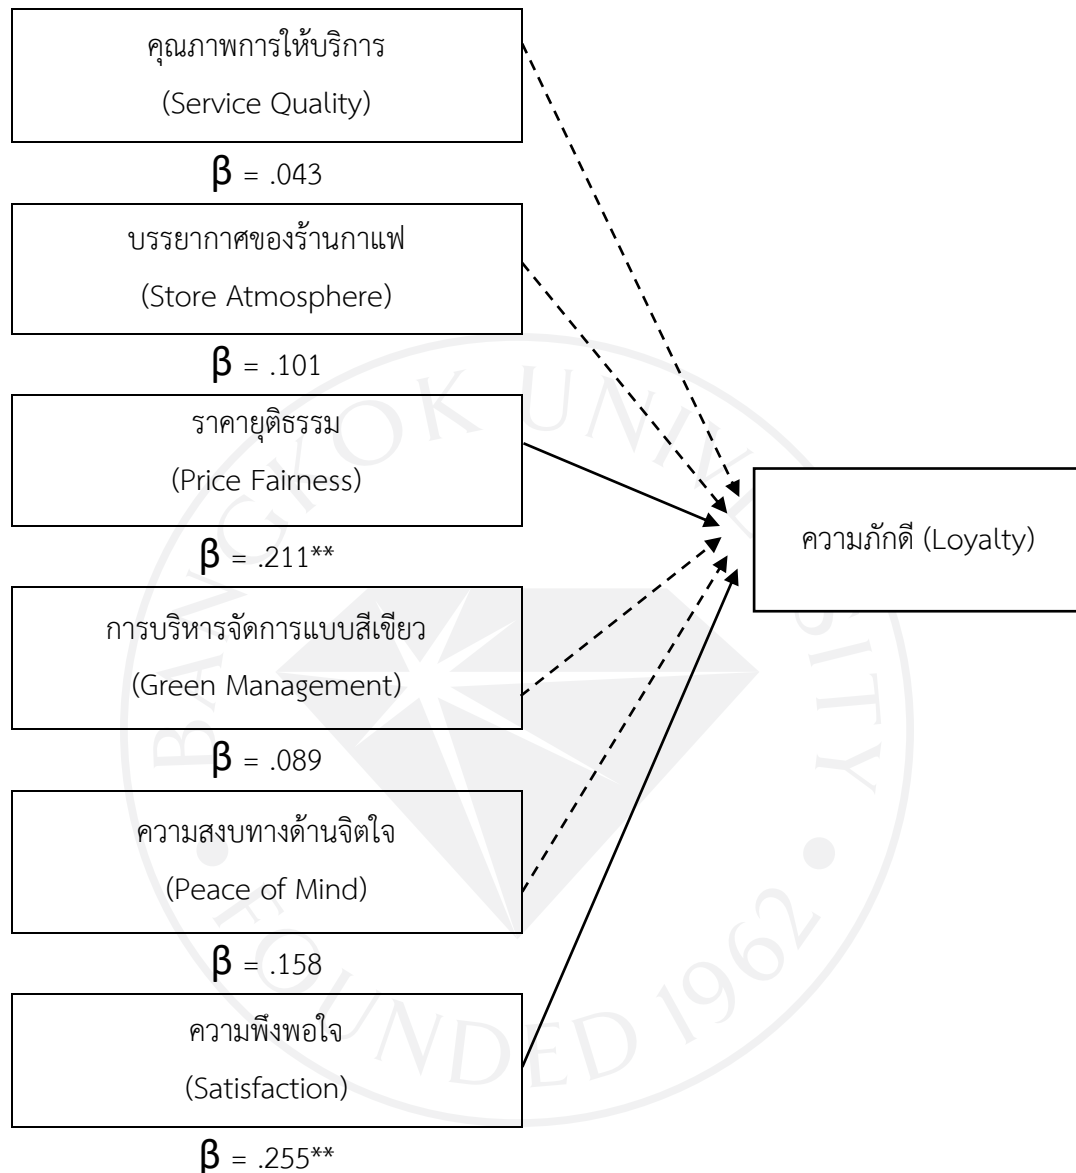 คุณภาพการให้บริการ
(Service Quality)
β = .043
บรรยากาศของร้านกาแฟ
(Store Atmosphere)
β = .101
ราคายุติธรรม
(Price Fairness)
β = .211**
การบริหารจัดการแบบสีเขียว
(Green Management)
β = .089
ความสงบทางด้านจิตใจ
(Peace of Mind)
β = .158
ความพึงพอใจ
(Satisfaction)
β = .255**
ความภักดี (Loyalty)
BANGKOK UNIVERSITY
FOUNDED 1962